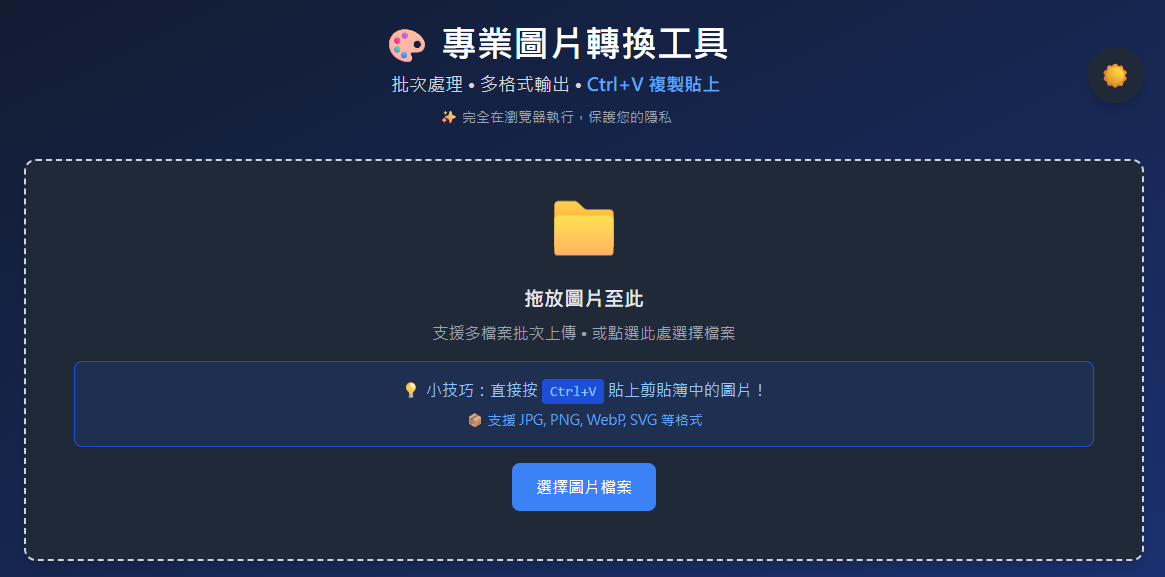 專業圖片轉換工具
批次處理 • 多格式輸出 • Ctrl+V 複製貼上
完全在瀏覽器執行，保護您的隱私
拖放圖片至此
支援多檔案批次上傳 • 或點選此處選擇檔案
小技巧：直接按 Ctrl+V 貼上剪貼簿中的圖片！
支援 JPG, PNG, WebP, SVG 等格式
選擇圖片檔案